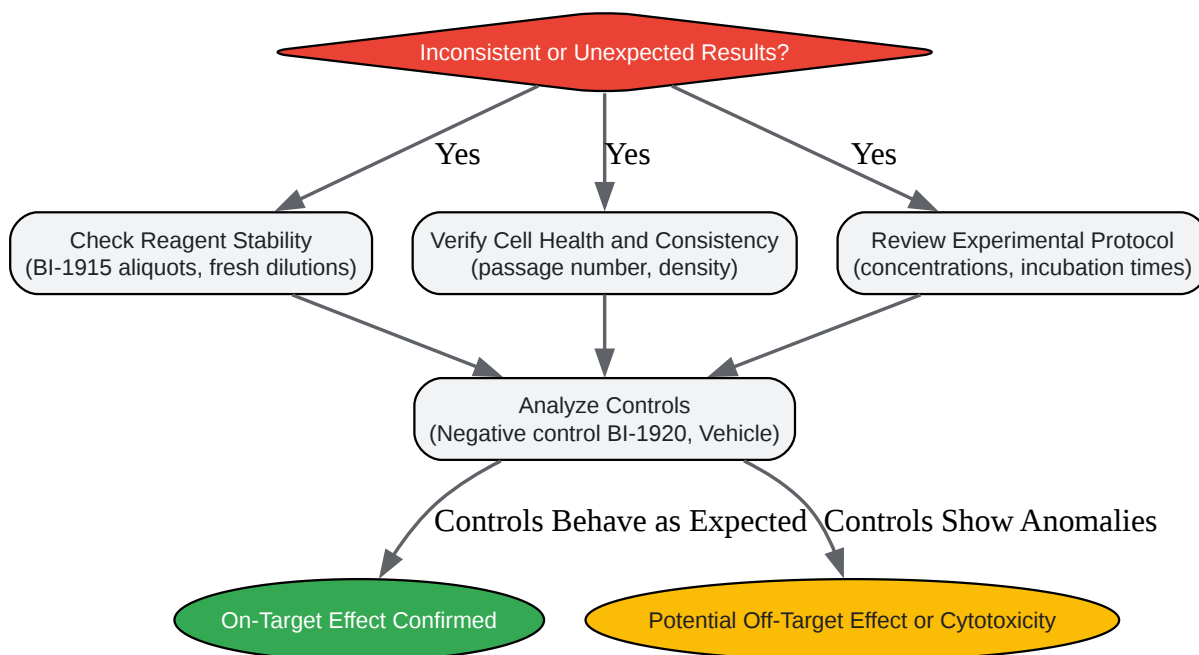 Inconsistent or Unexpected Results?
Yes
Yes
Yes
Check Reagent Stability
(BI-1915 aliquots, fresh dilutions)
Verify Cell Health and Consistency
(passage number, density)
Review Experimental Protocol
(concentrations, incubation times)
Analyze Controls
(Negative control BI-1920, Vehicle)
Controls Behave as Expected
Controls Show Anomalies
On-Target Effect Confirmed
Potential Off-Target Effect or Cytotoxicity